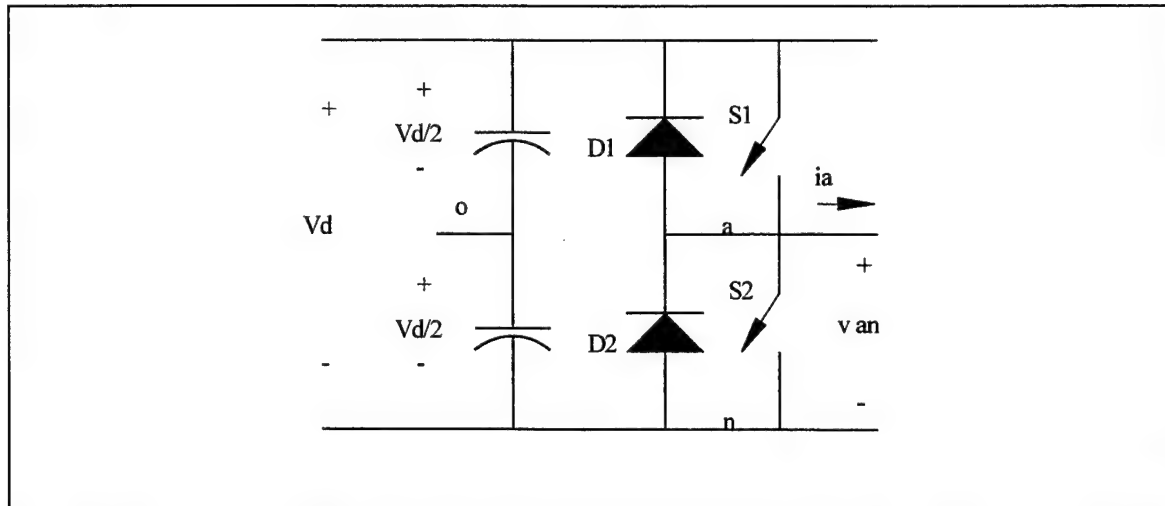 +
+
Vd/2
-
D1
S1
ia
o
Vd
a
+
+
Vd/2
-
-
D2
S2
v an
-
n